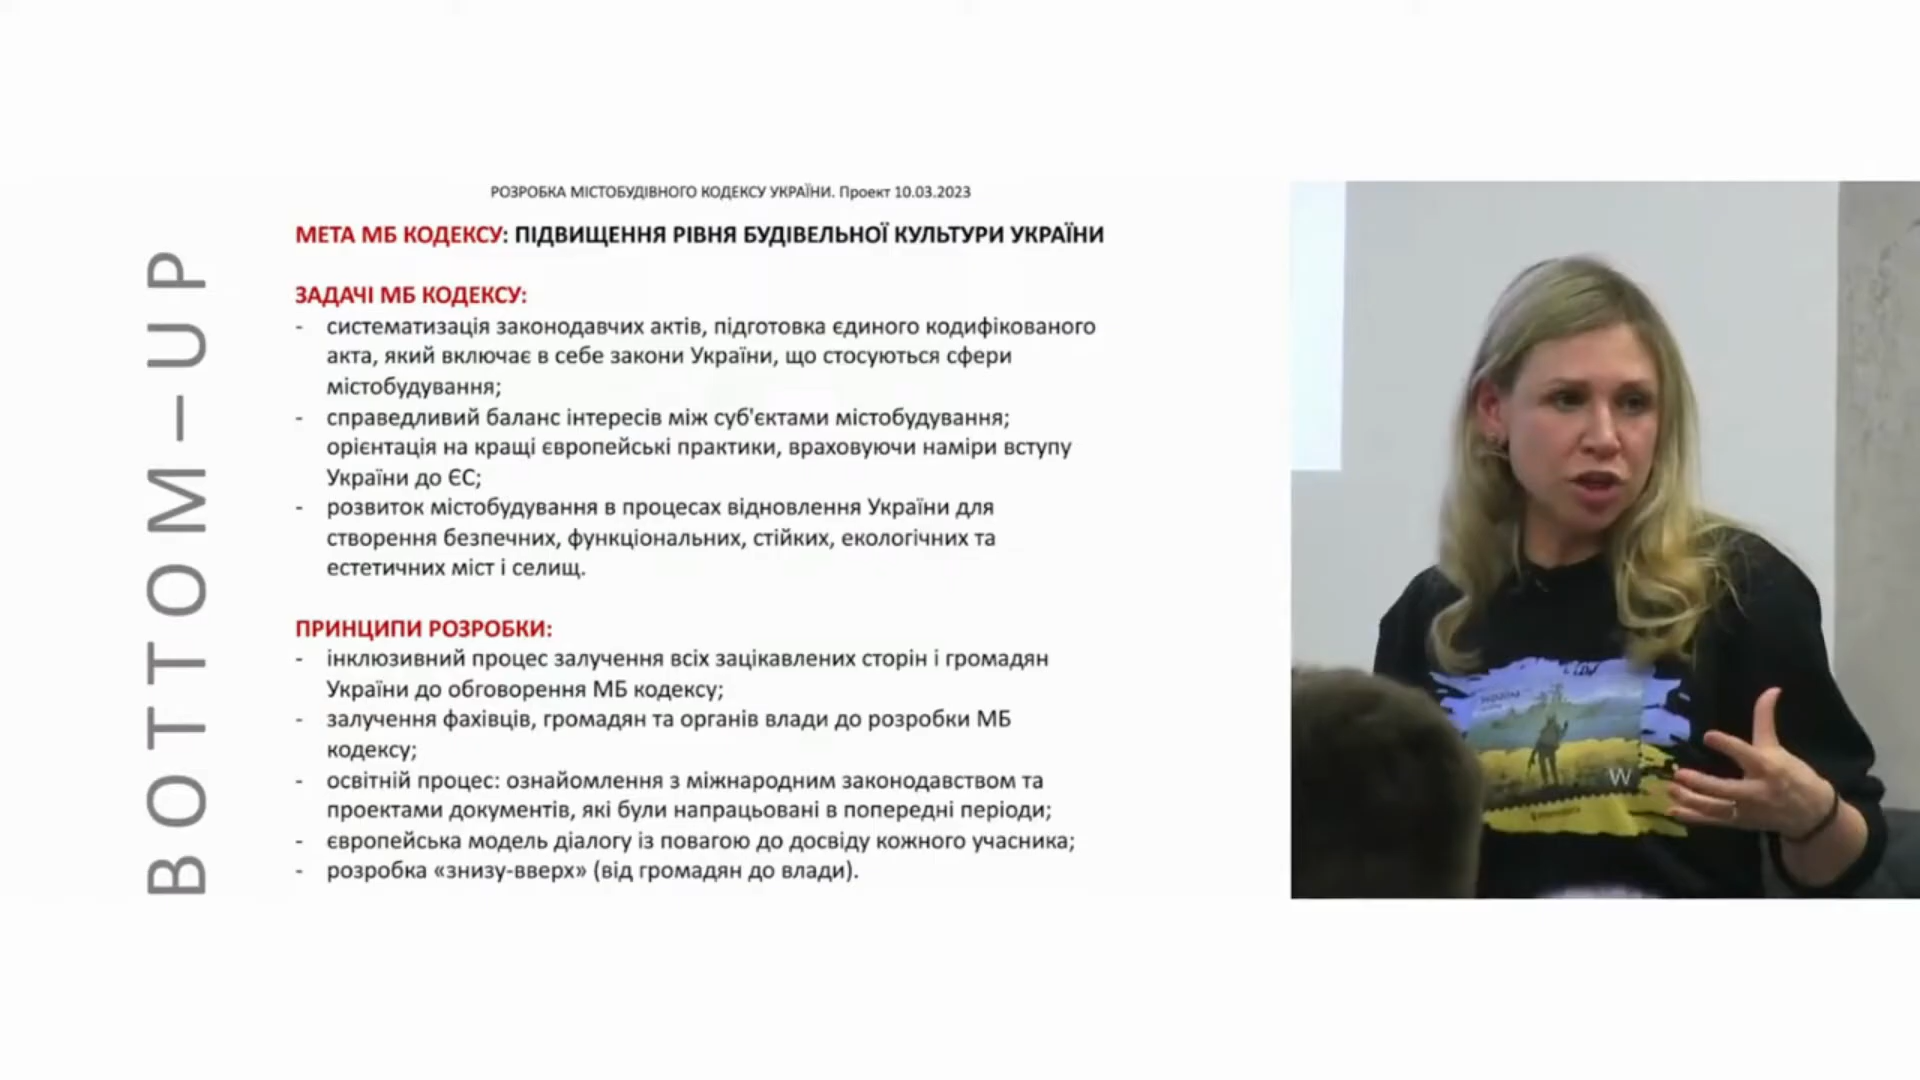 РОЗРОБКА МІСТОБУДІВНОГО КОДЕКСУ УКРАЇНИ. Проект 10.03.2023
МЕТА МБ КОДЕКСУ: ПІДВИЩЕННЯ РІВНЯ БУДІВЕЛЬНОЇ КУЛЬТУРИ УКРАЇНИ
ЗАДАЧІ МБ КОДЕКСУ:
- систематизація законодавчих актів, підготовка єдиного кодифікованого
акта, який включає в себе закони України, що стосуються сфери
містобудування;
- справедливий баланс інтересів між суб'єктами містобудування;
орієнтація на кращі європейські практики, враховуючи наміри вступу
України до ЄС;
- розвиток містобудування в процесах відновлення України для
створення безпечних, функціональних, стійких, екологічних та
естетичних міст і селищ.
ПРИНЦИПИ РОЗРОБКИ:
- інклюзивний процес залучення всіх зацікавлених сторін і громадян
України до обговорення МБ кодексу;
- залучення фахівців, громадян та органів влади до розробки МБ
кодексу;
- освітній процес: ознайомлення з міжнародним законодавством та
проектами документів, які були напрацьовані в попередні періоди;
- європейська модель діалогу із повагою до досвіду кожного учасника;
- розробка «знизу-вверх» (від громадян до влади).
BOTTOM–UP
W